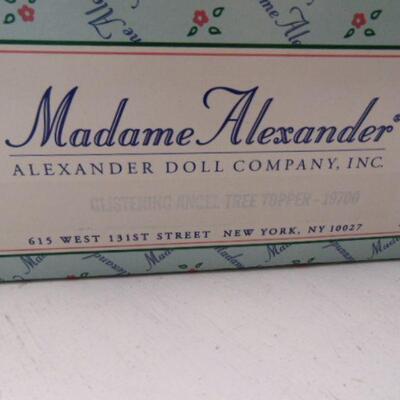 Madame Alexander®
ALEXANDER DOLL COMPANY, INC.
GLISTENING ANGEL TREE TOPPER - 19700
615 WEST 131ST STREET NEW YORK, NY 10027